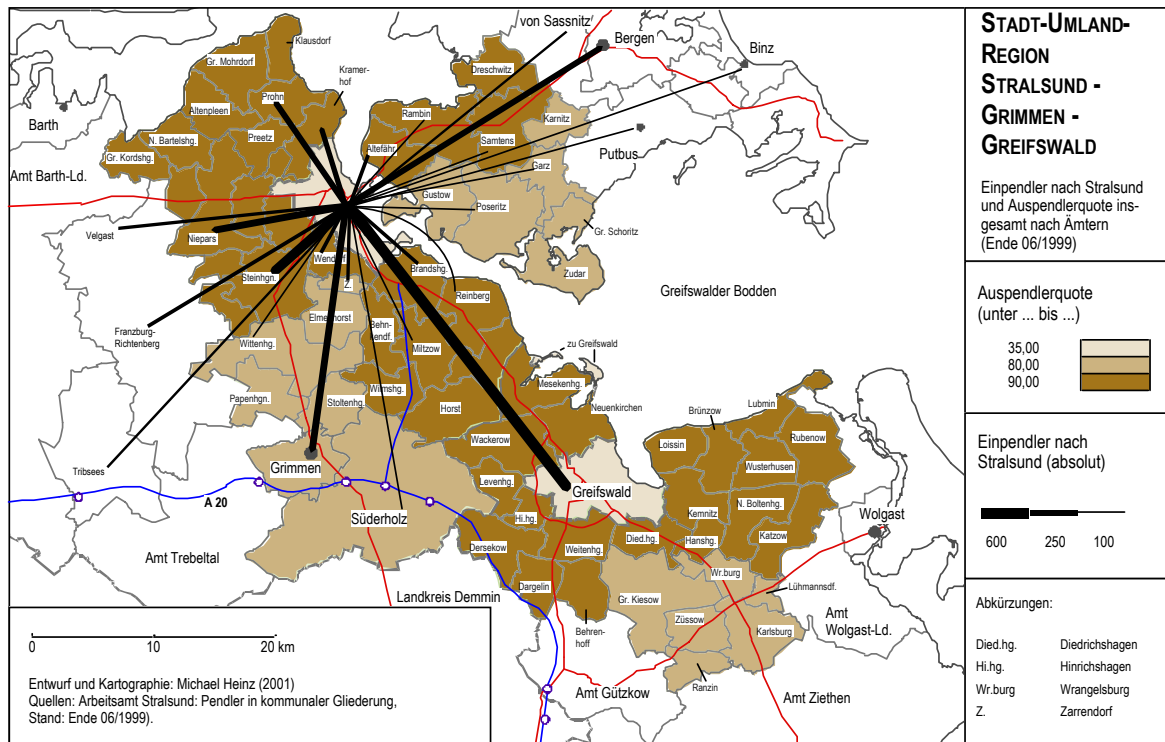 von Sassnitz
Klausdorf
Bergen
Binz
Gr. Mohrdorf
Kramer-
hof
Dreschwitz
Prohn
Barth
Altenpleen
Rambin
Karnitz
N. Bartelshg.
Preetz
Samtens
Altefähr
Putbus
Gr. Kordshg.
Garz
Amt Barth-Ld.
Gustow
Poseritz
Velgast
Gr. Schoritz
Niepars
Wendorf
Brandshg.
Zudar
Steinhgn.
Z.
Reinberg
Greifswalder Bodden
Elmenhorst
Franzburg-
Richtenberg
Behn-
kendf.
Wittenhg.
Miltzow
zu Greifswald
Mesekenhg.
Wilmshg.
Papenhgn.
Stoltenhg.
Horst
Neuenkirchen
Lubmin
Brünzow
Wackerow
Loissin
Rubenow
Tribsees
Grimmen
Wusterhusen
Levenhg.
Greifswald
A 20
N. Boltenhg.
Süderholz
Hi.hg.
Kemnitz
Wolgast
Dersekow
Weitenhg.
Died.hg.
Hanshg.
Katzow
Amt Trebeltal
Wr.burg
Dargelin
Lühmannsdf.
Landkreis Demmin
Gr. Kiesow
Züssow
Amt
Wolgast-Ld.
Behren-
hoff
Karlsburg
Ranzin
Amt Gützkow
Amt Ziethen
0 10 20 km
Entwurf und Kartographie: Michael Heinz (2001)
Quellen: Arbeitsamt Stralsund: Pendler in kommunaler Gliederung,
Stand: Ende 06/1999).
STADT-UMLAND-
REGION
STRALSUND -
GRIMMEN -
GREIFSWALD
Einpendler nach Stralsund
und Auspendlerquote ins-
gesamt nach Ämtern
(Ende 06/1999)
Auspendlerquote
(unter ... bis ...)
35,00
80,00
90,00
Einpendler nach
Stralsund (absolut)
600 250 100
Abkürzungen:
Died.hg. Diedrichshagen
Hi.hg. Hinrichshagen
Wr.burg Wrangelsburg
Z. Zarrendorf